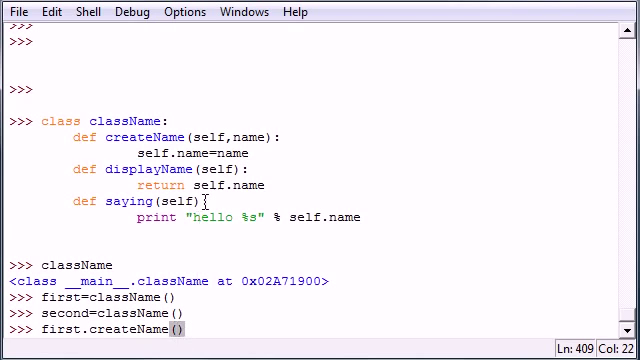 File Edit Shell Debug Options Windows Help
>>>
>>>
>>>
>>> class className:
def createName(self,name):
self.name=name
def displayName(self):
return self.name
def saying(self):
print "hello %s" % self.name
>>> className
<class __main__.className at 0x02A71900>
>>> first=className()
>>> second=className()
>>> first.createName()
Ln: 409 Col: 22